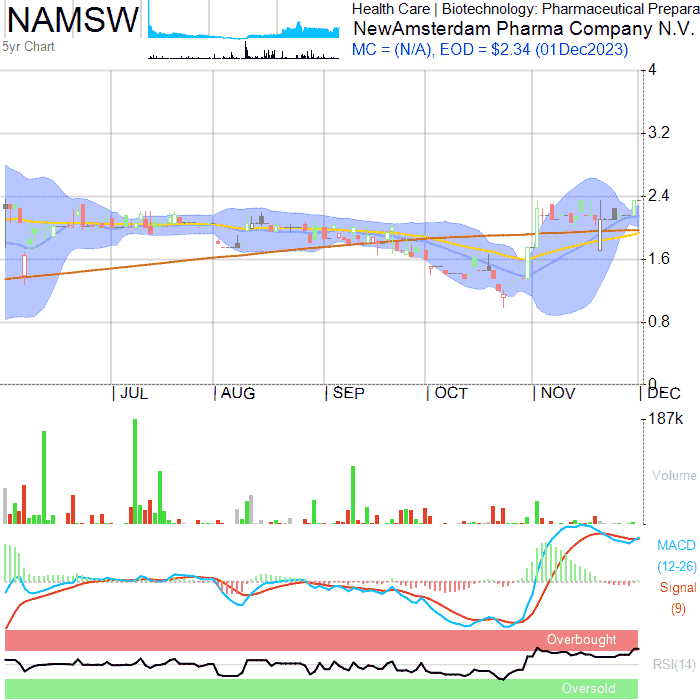 NAMSW
5yr Chart
Health Care | Biotechnology: Pharmaceutical Prepara
NewAmsterdam Pharma Company N.V.
MC = (N/A), EOD = $2.34 (01Dec2023)
4
3.2
2.4
1.6
0.8
0
| JUL | AUG | SEP | OCT | NOV | DEC
187k
Volume
MACD
(12-26)
Signal
(9)
Overbought
RSI(14)
Oversold